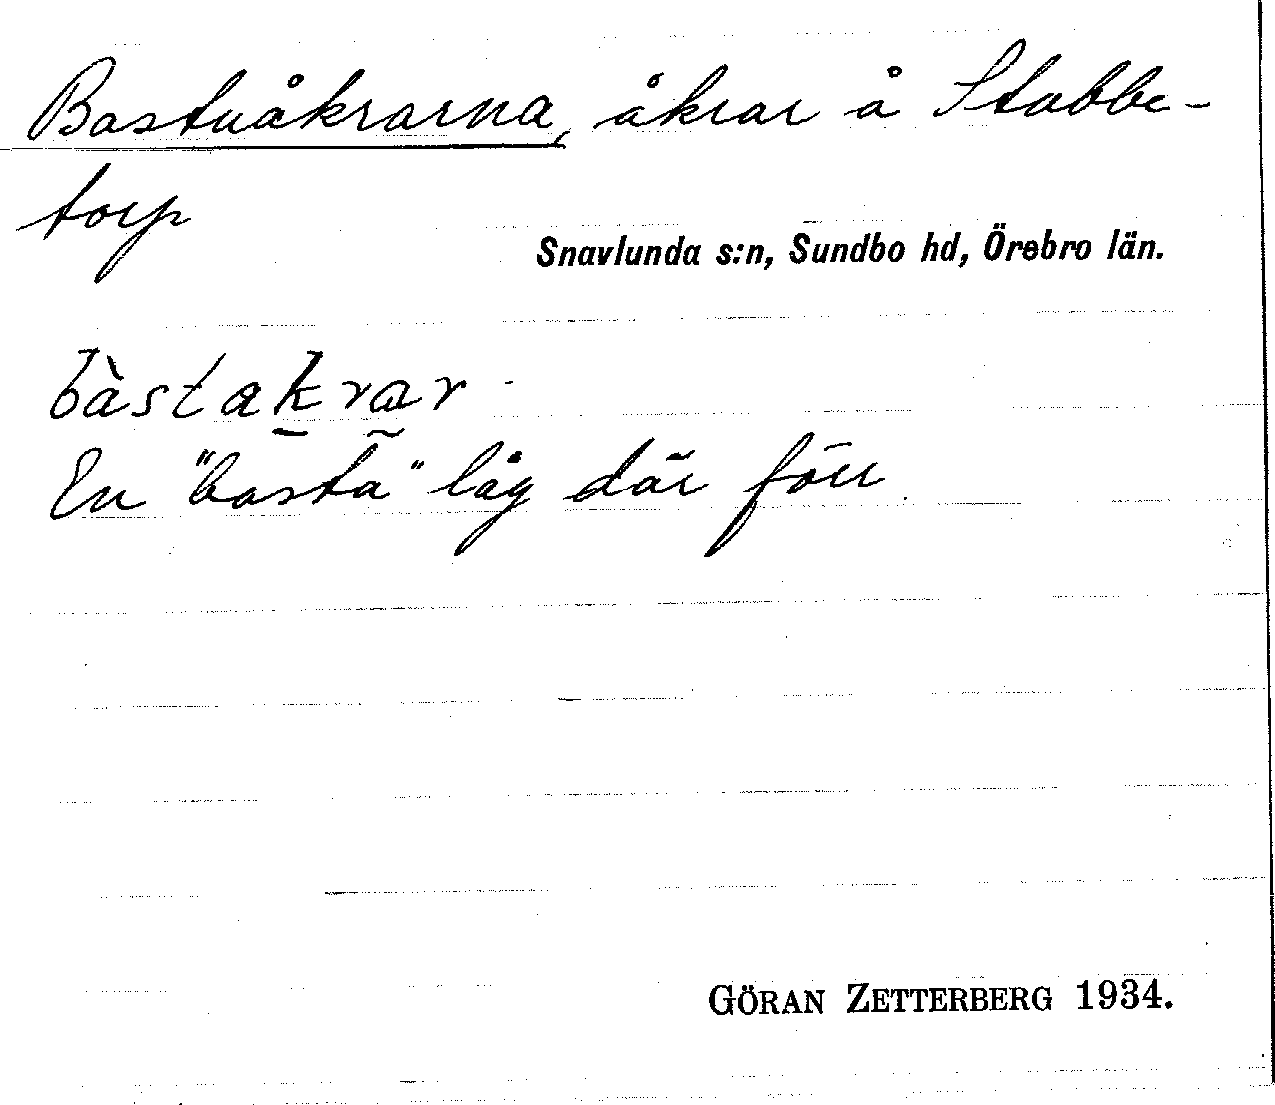 Bastuåkrarna, åkrar å Stabbe-
torp
Snavlunda s:n, Sundbo hd, Örebro län.
bàstakrar
En "basta" låg där förr.
GÖRAN ZETTERBERG 1934.